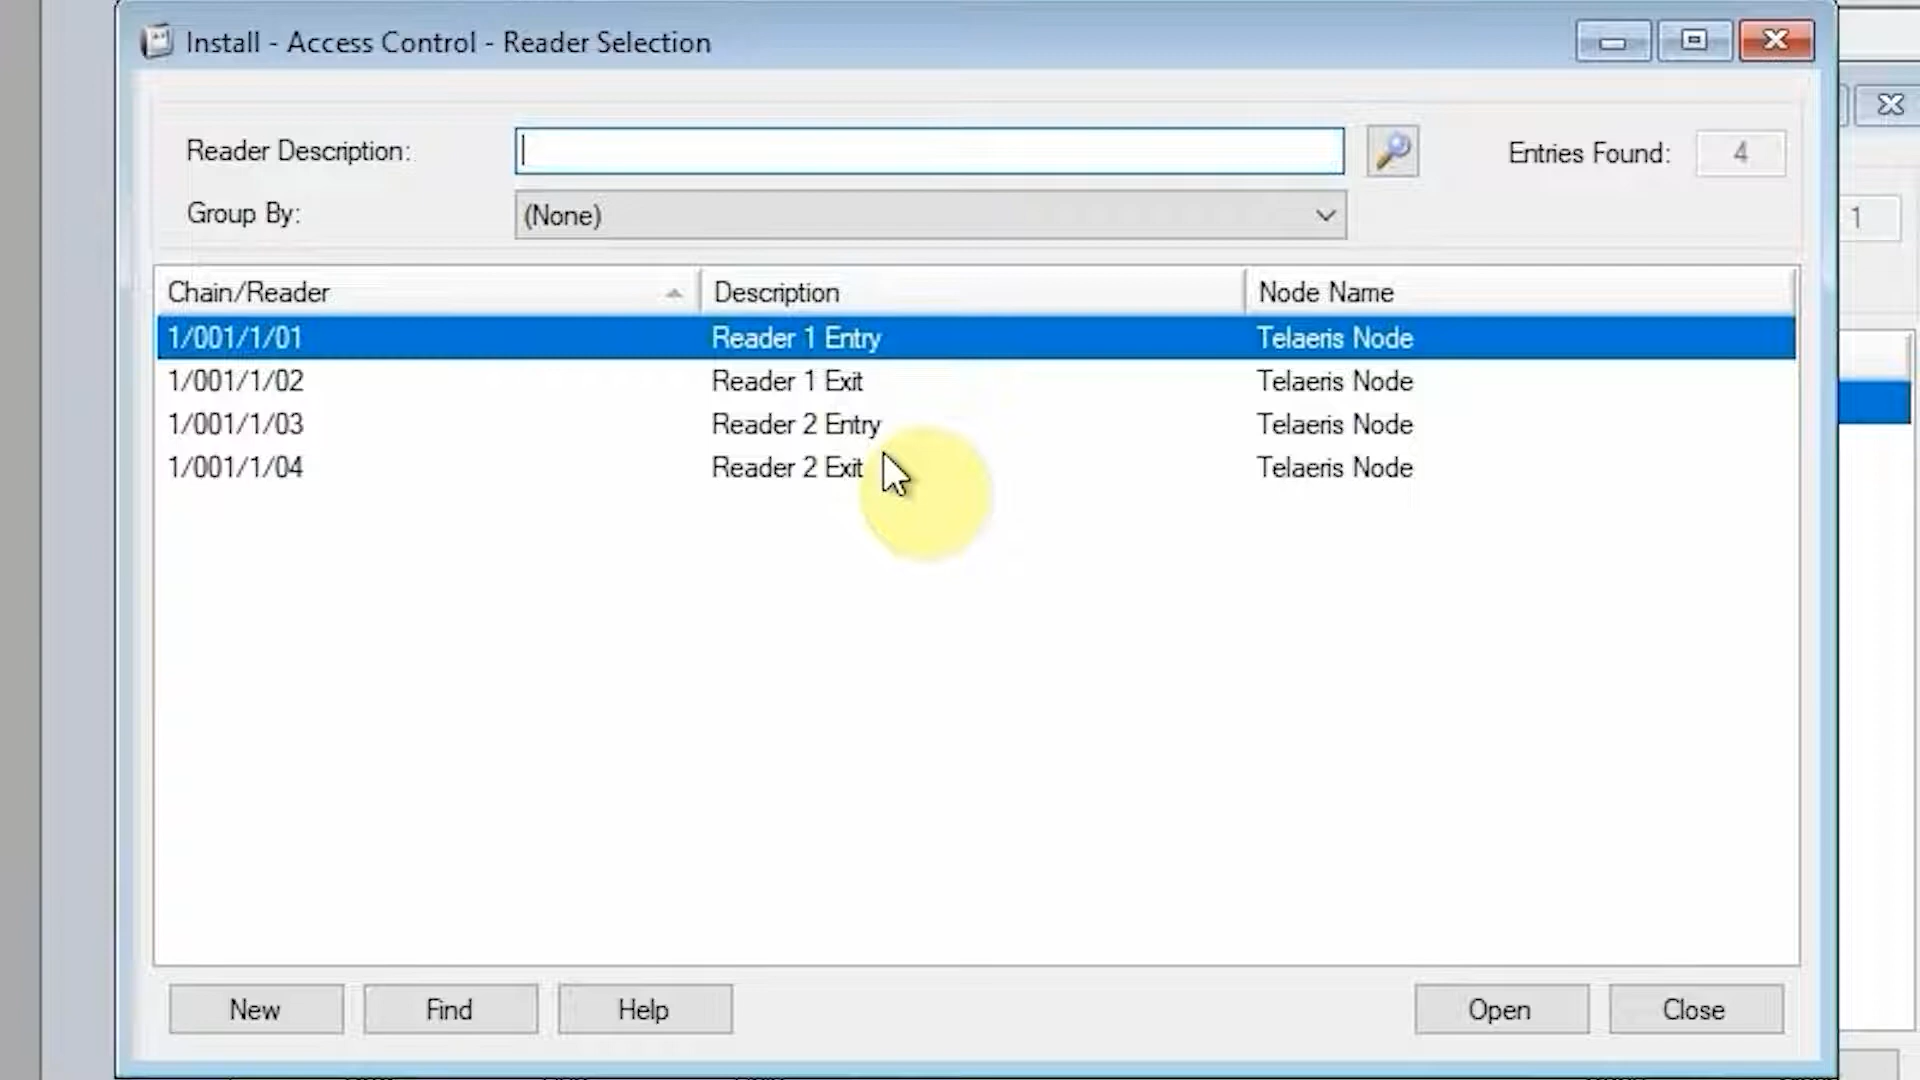 Install - Access Control - Reader Selection
Reader Description:
Entries Found: 4
Group By: (None)
1
Chain/Reader Description Node Name
1/001/1/01 Reader 1 Entry Telaeris Node
1/001/1/02 Reader 1 Exit Telaeris Node
1/001/1/03 Reader 2 Entry Telaeris Node
1/001/1/04 Reader 2 Exit Telaeris Node
New Find Help Open Close